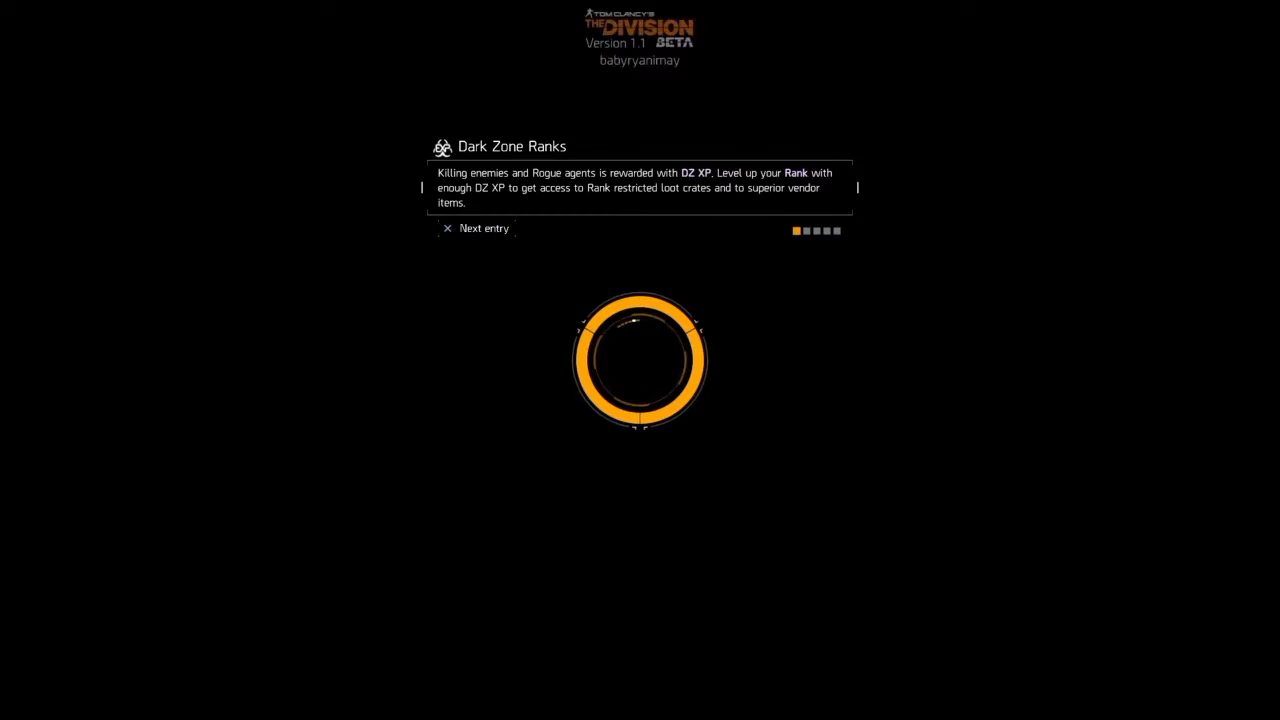 TOM CLANCY'S
THE DIVISION
Version 1.1 BETA
babyryanimay
Dark Zone Ranks
Killing enemies and Rogue agents is rewarded with DZ XP. Level up your Rank with
enough DZ XP to get access to Rank restricted loot crates and to superior vendor
items.
Next entry